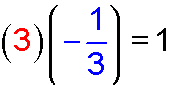 (3)(-1/3) = 1